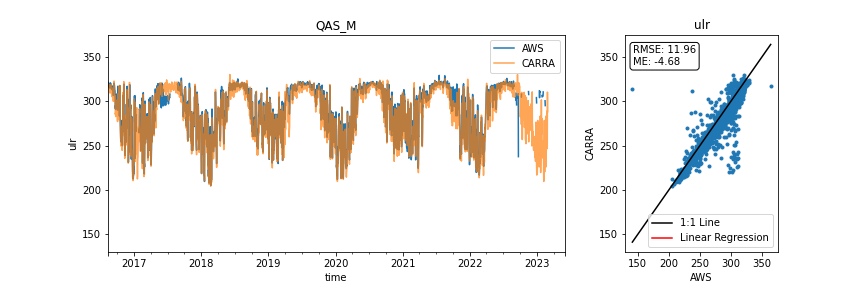 QAS_M
ulr
350
300
250
200
150
AWS
CARRA
2017
2018
2019
2020
2021
2022
2023
time
ulr
350
300
250
200
150
RMSE: 11.96
ME: -4.68
CARRA
1:1 Line
Linear Regression
150
200
250
300
350
AWS